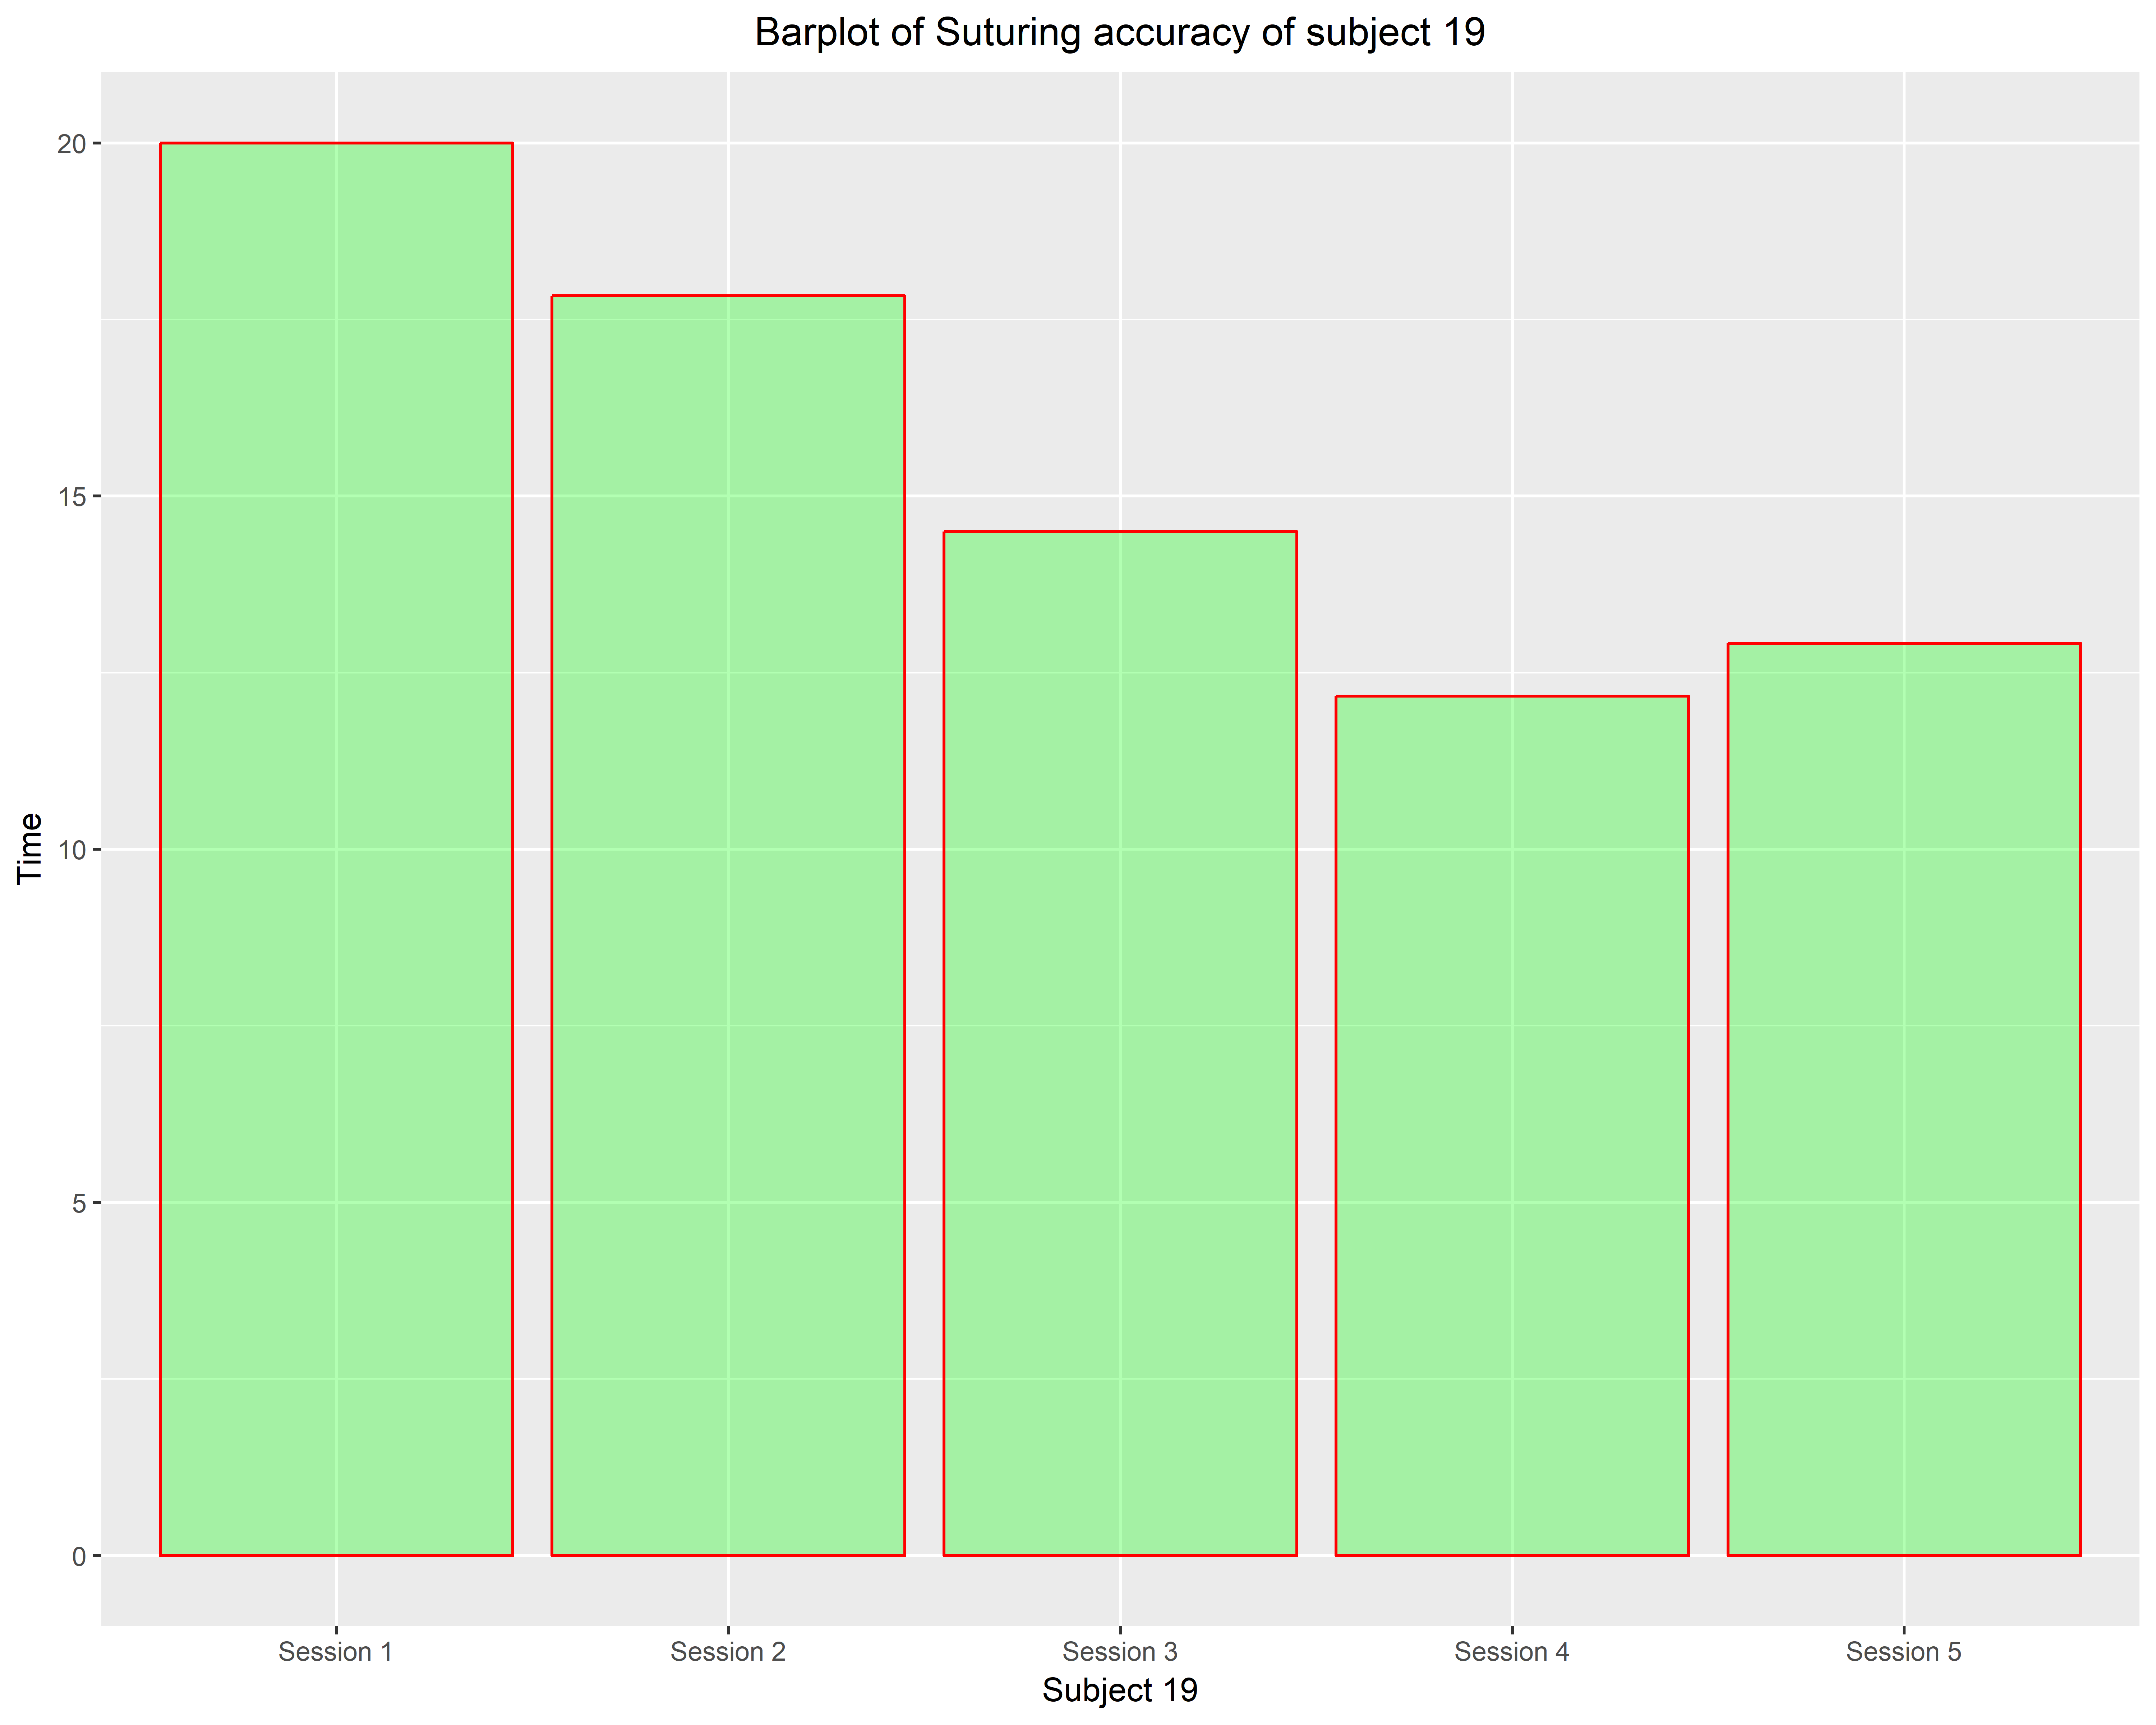 Barplot of Suturing accuracy of subject 19
Time
20
15
10
5
0
Session 1 Session 2 Session 3 Session 4 Session 5
Subject 19